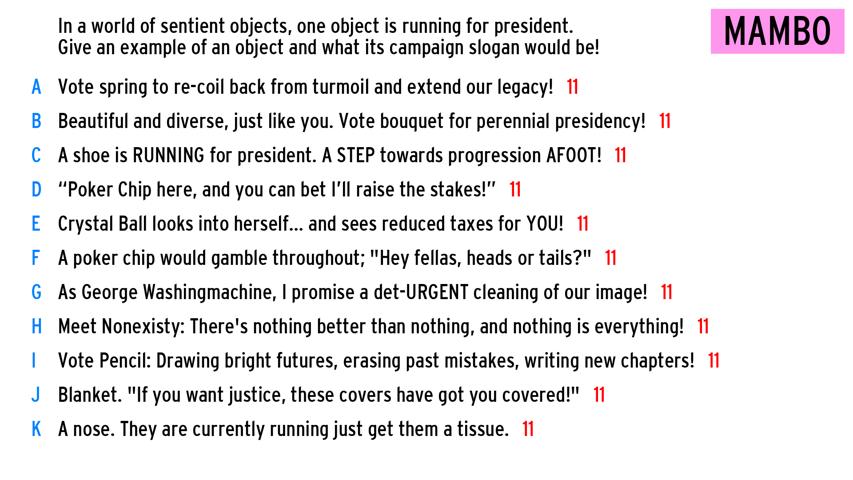 In a world of sentient objects, one object is running for president.
Give an example of an object and what its campaign slogan would be!
MAMBO
A Vote spring to re-coil back from turmoil and extend our legacy! 11
B Beautiful and diverse, just like you. Vote bouquet for perennial presidency! 11
C A shoe is RUNNING for president. A STEP towards progression AFOOT! 11
D “Poker Chip here, and you can bet I’ll raise the stakes!” 11
E Crystal Ball looks into herself... and sees reduced taxes for YOU! 11
F A poker chip would gamble throughout; "Hey fellas, heads or tails?" 11
G As George Washingmachine, I promise a det-URGENT cleaning of our image! 11
H Meet Nonexisty: There's nothing better than nothing, and nothing is everything! 11
I Vote Pencil: Drawing bright futures, erasing past mistakes, writing new chapters! 11
J Blanket. "If you want justice, these covers have got you covered!" 11
K A nose. They are currently running just get them a tissue. 11